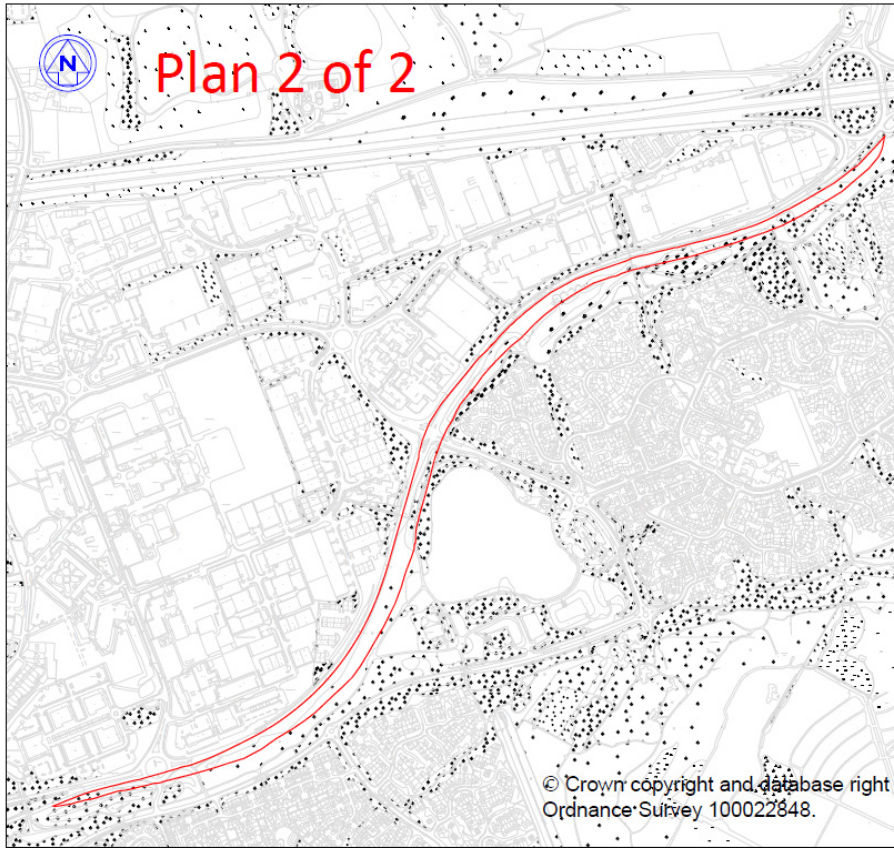 N
Plan 2 of 2
© Crown copyright and database right
Ordnance Survey 100022848.